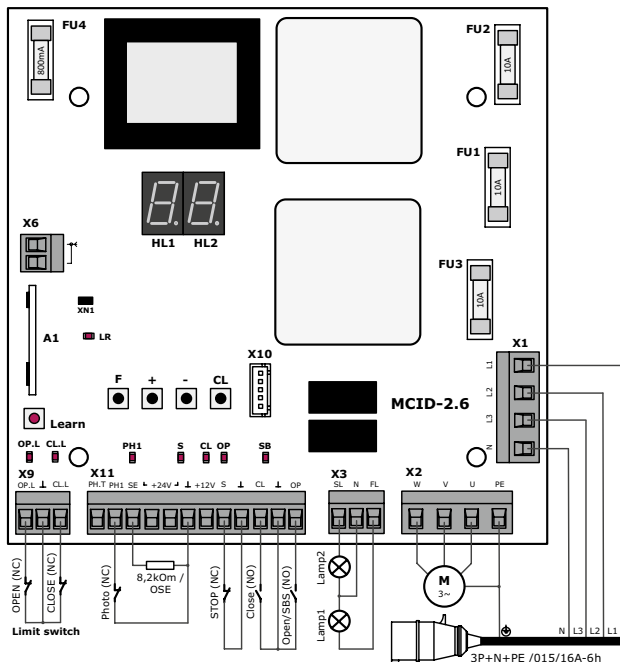 FU4
800mA
FU2
10A
FU1
10A
FU3
10A
HL1 HL2
X6
XN1
A1
LR
X10
F + - CL
Learn
MCID-2.6
X1
L1
L2
L3
N
OP.L CL.L PH1 S CL OP SB
X9
OP.L ⊥ CL.L
X11
PH.T PH1 SE +24V ⊥ +12V S ⊥ CL ⊥ OP
X3
SL N FL
X2
W V U PE
OPEN (NC)
CLOSE (NC)
Limit switch
Photo (NC)
8,2kOm /
OSE
STOP (NC)
Close (NO)
Open/SBS (NO)
Lamp2
Lamp1
M
3~
N L3 L2 L1
3P+N+PE /015/16A-6h